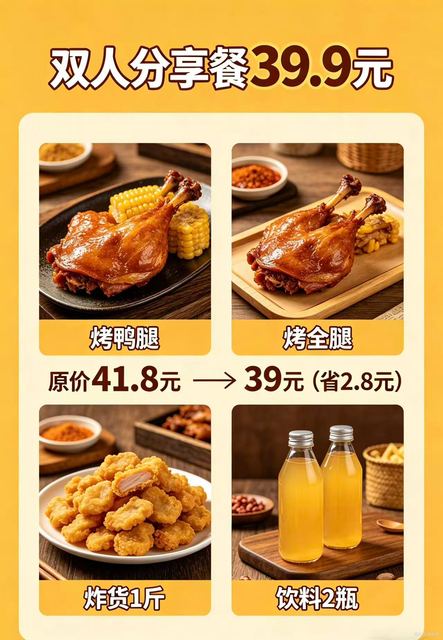 双人分享餐39.9元
烤鸭腿
烤全腿
原价41.8元 → 39元 (省2.8元)
炸货1斤
饮料2瓶